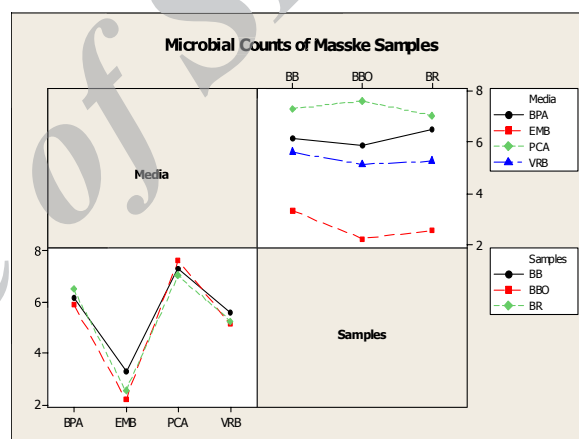 Microbial Counts of Masske Samples
BB BBO BR
8
6
4
2
Media
BPA
EMB
PCA
VRB
Media
8
6
4
2
Samples
Samples
BB
BBO
BR
BPA EMB PCA VRB
of